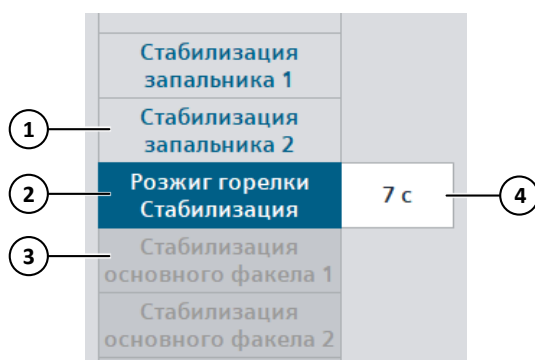 Стабилизация
запальника 1
1
Стабилизация
запальника 2
2
Розжиг горелки
Стабилизация
7 с
4
3
Стабилизация
основного факела 1
Стабилизация
основного факела 2